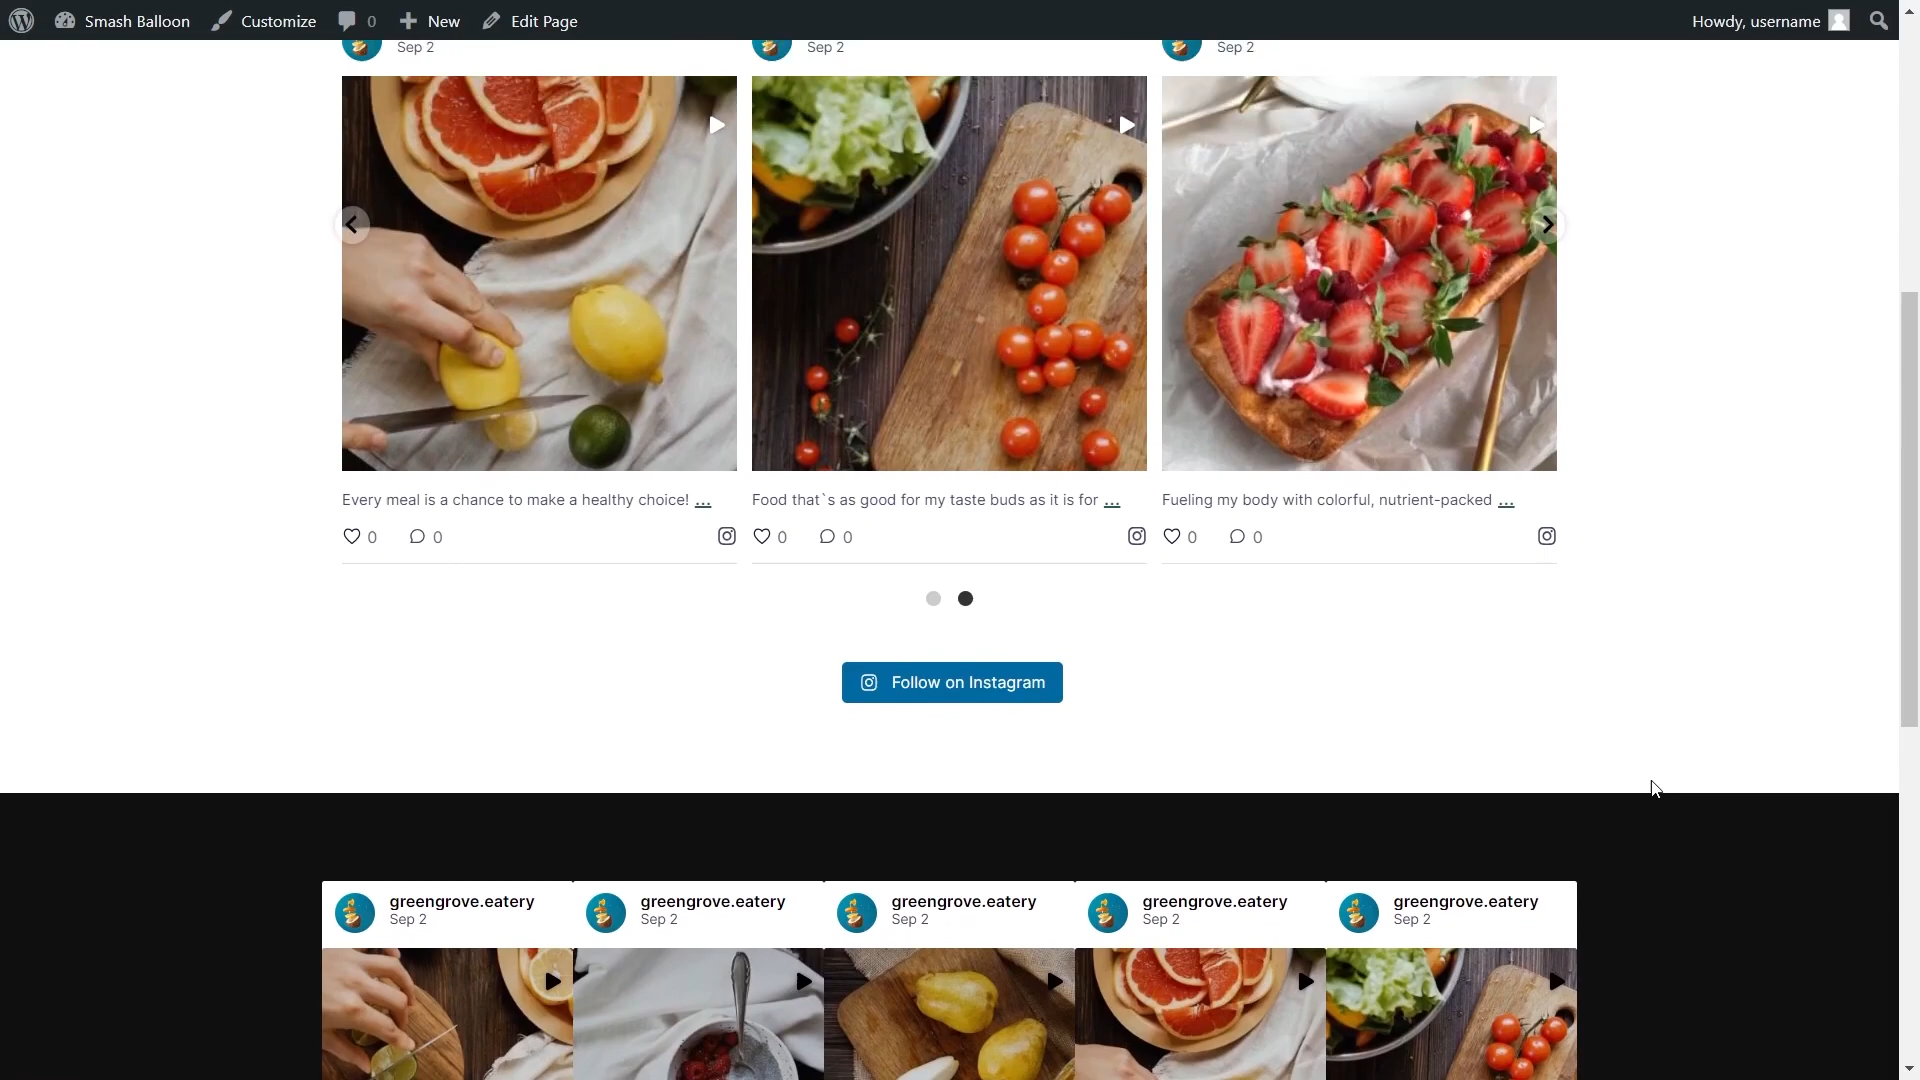 Smash Balloon Customize 0 New Edit Page Howdy, username
Sep 2 Sep 2 Sep 2
Every meal is a chance to make a healthy choice! ...
Food that`s as good for my taste buds as it is for ...
Fueling my body with colorful, nutrient-packed ...
0 0
0 0
0 0
Follow on Instagram
greengrove.eatery
Sep 2
greengrove.eatery
Sep 2
greengrove.eatery
Sep 2
greengrove.eatery
Sep 2
greengrove.eatery
Sep 2